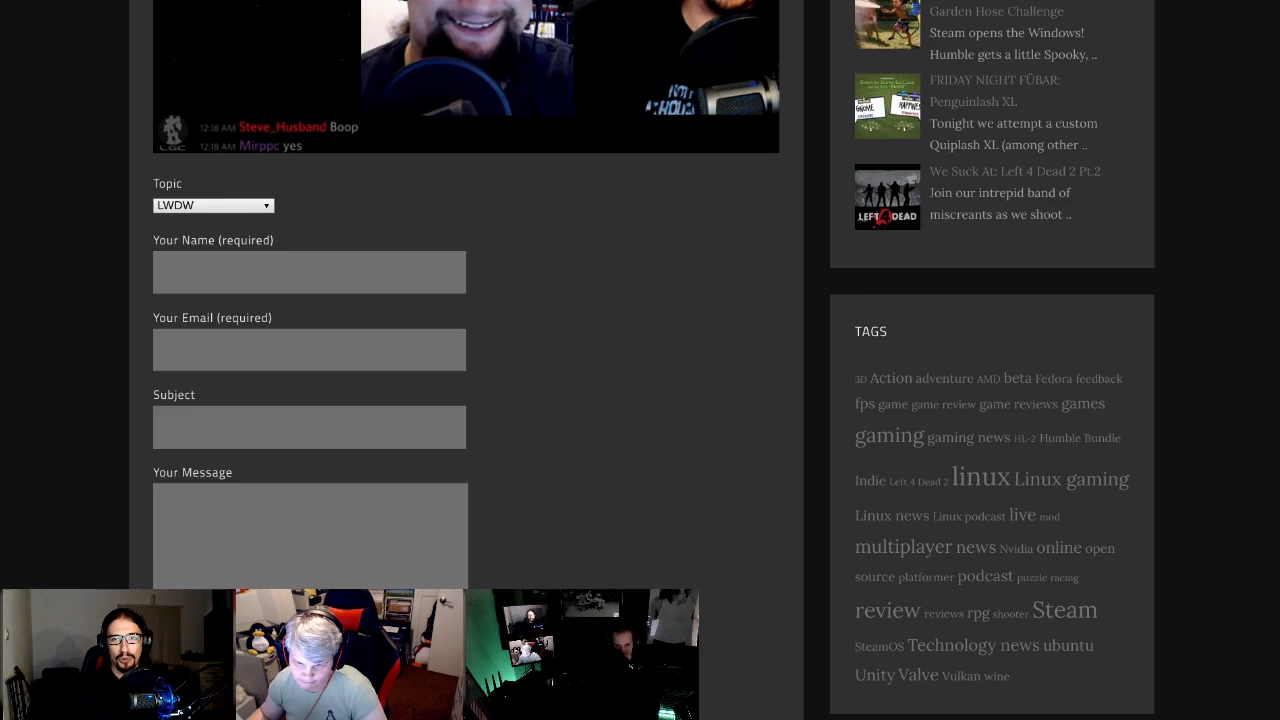 12:18 AM Steve_Husband Boop
12:18 AM Mirppc yes
LGC
Topic
LWDW
Your Name (required)
Your Email (required)
Subject
Your Message
Garden Hose Challenge
Steam opens the Windows!
Humble gets a little Spooky, ..
FRIDAY NIGHT FÜBAR:
Penguinlash XL
Tonight we attempt a custom
Quiplash XL (among other ..
GNOME
We Suck At: Left 4 Dead 2 Pt.2
Join our intrepid band of
miscreants as we shoot ..
LEFT 4 DEAD
TAGS
3D Action adventure AMD beta Fedora feedback
fps game game review game reviews games
gaming gaming news HL-2 Humble Bundle
Indie Left 4 Dead 2 linux Linux gaming
Linux news Linux podcast live mod
multiplayer news Nvidia online open
source platformer podcast puzzle racing
review reviews rpg shooter Steam
SteamOS Technology news ubuntu
Unity Valve Vulkan wine